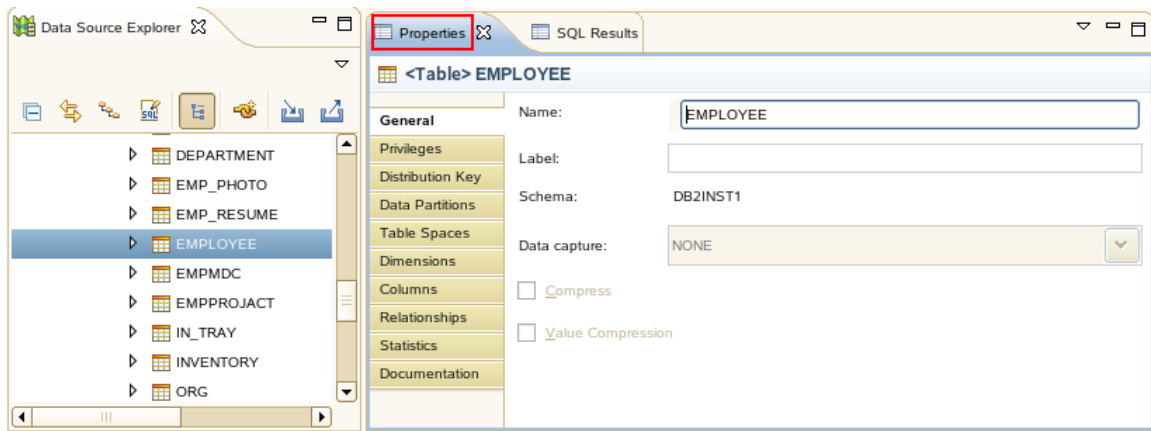 Data Source Explorer
SQL
DEPARTMENT
EMP_PHOTO
EMP_RESUME
EMPLOYEE
EMPMDC
EMPPROJACT
IN_TRAY
INVENTORY
ORG
Properties
SQL Results
<Table> EMPLOYEE
General
Privileges
Distribution Key
Data Partitions
Table Spaces
Dimensions
Columns
Relationships
Statistics
Documentation
Name:
EMPLOYEE
Label:
Schema:
DB2INST1
Data capture:
NONE
Compress
Value Compression